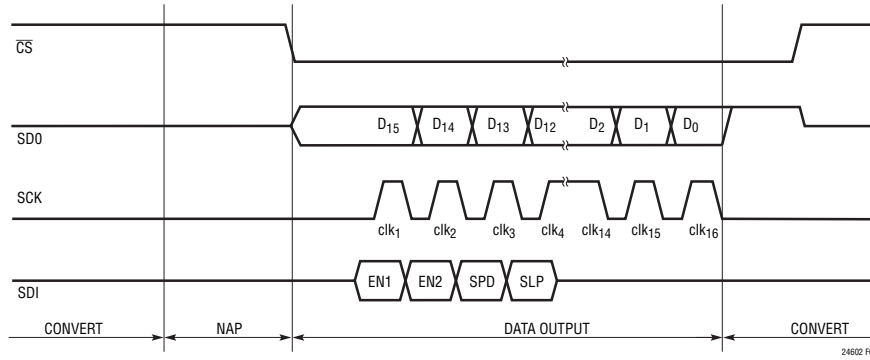 CS
SD0
D15 D14 D13 D12 D2 D1 D0
SCK
clk1 clk2 clk3 clk4 clk14 clk15 clk16
SDI
EN1 EN2 SPD SLP
CONVERT NAP DATA OUTPUT CONVERT
24602